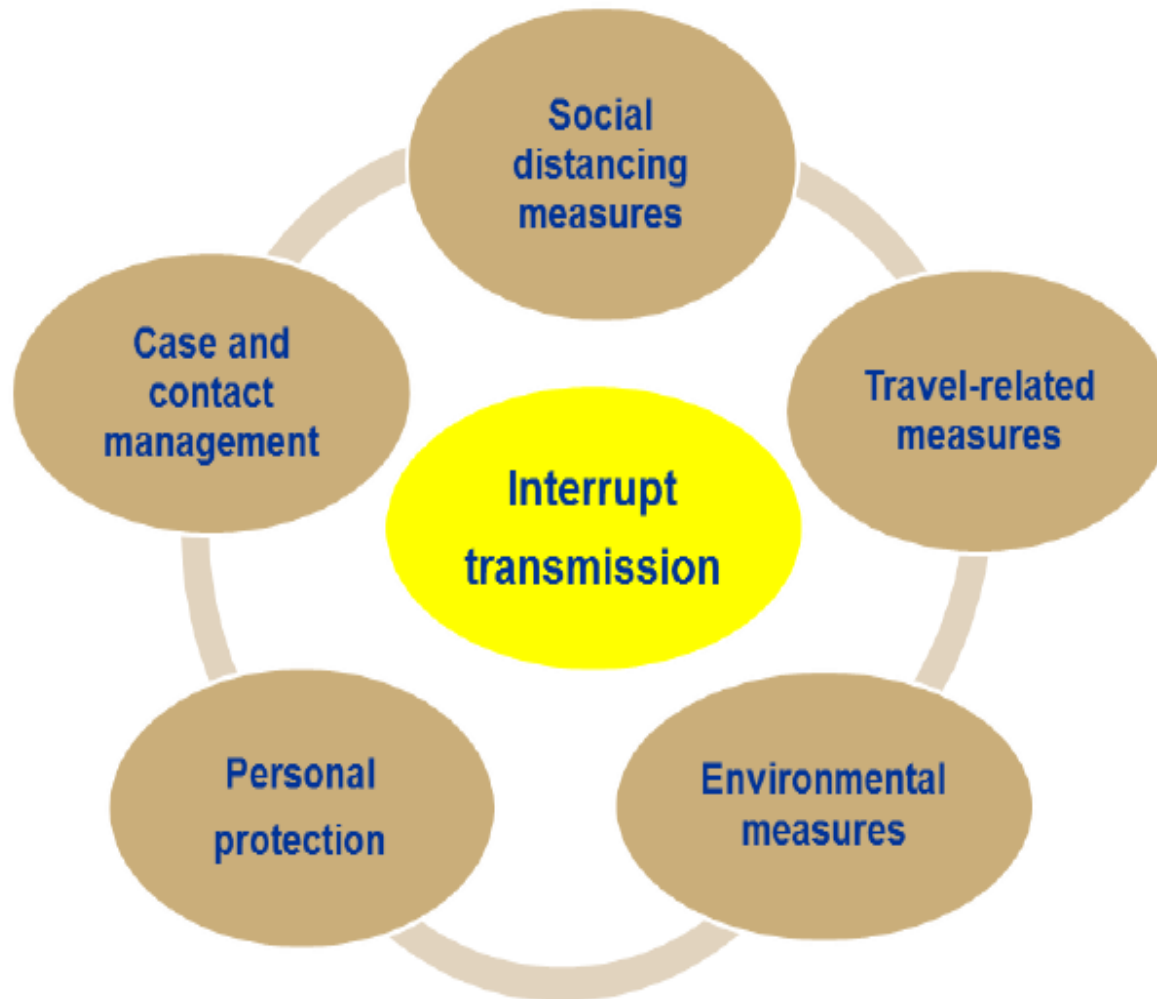 Social
distancing
measures
Case and
contact
management
Travel-related
measures
Interrupt
transmission
Personal
protection
Environmental
measures